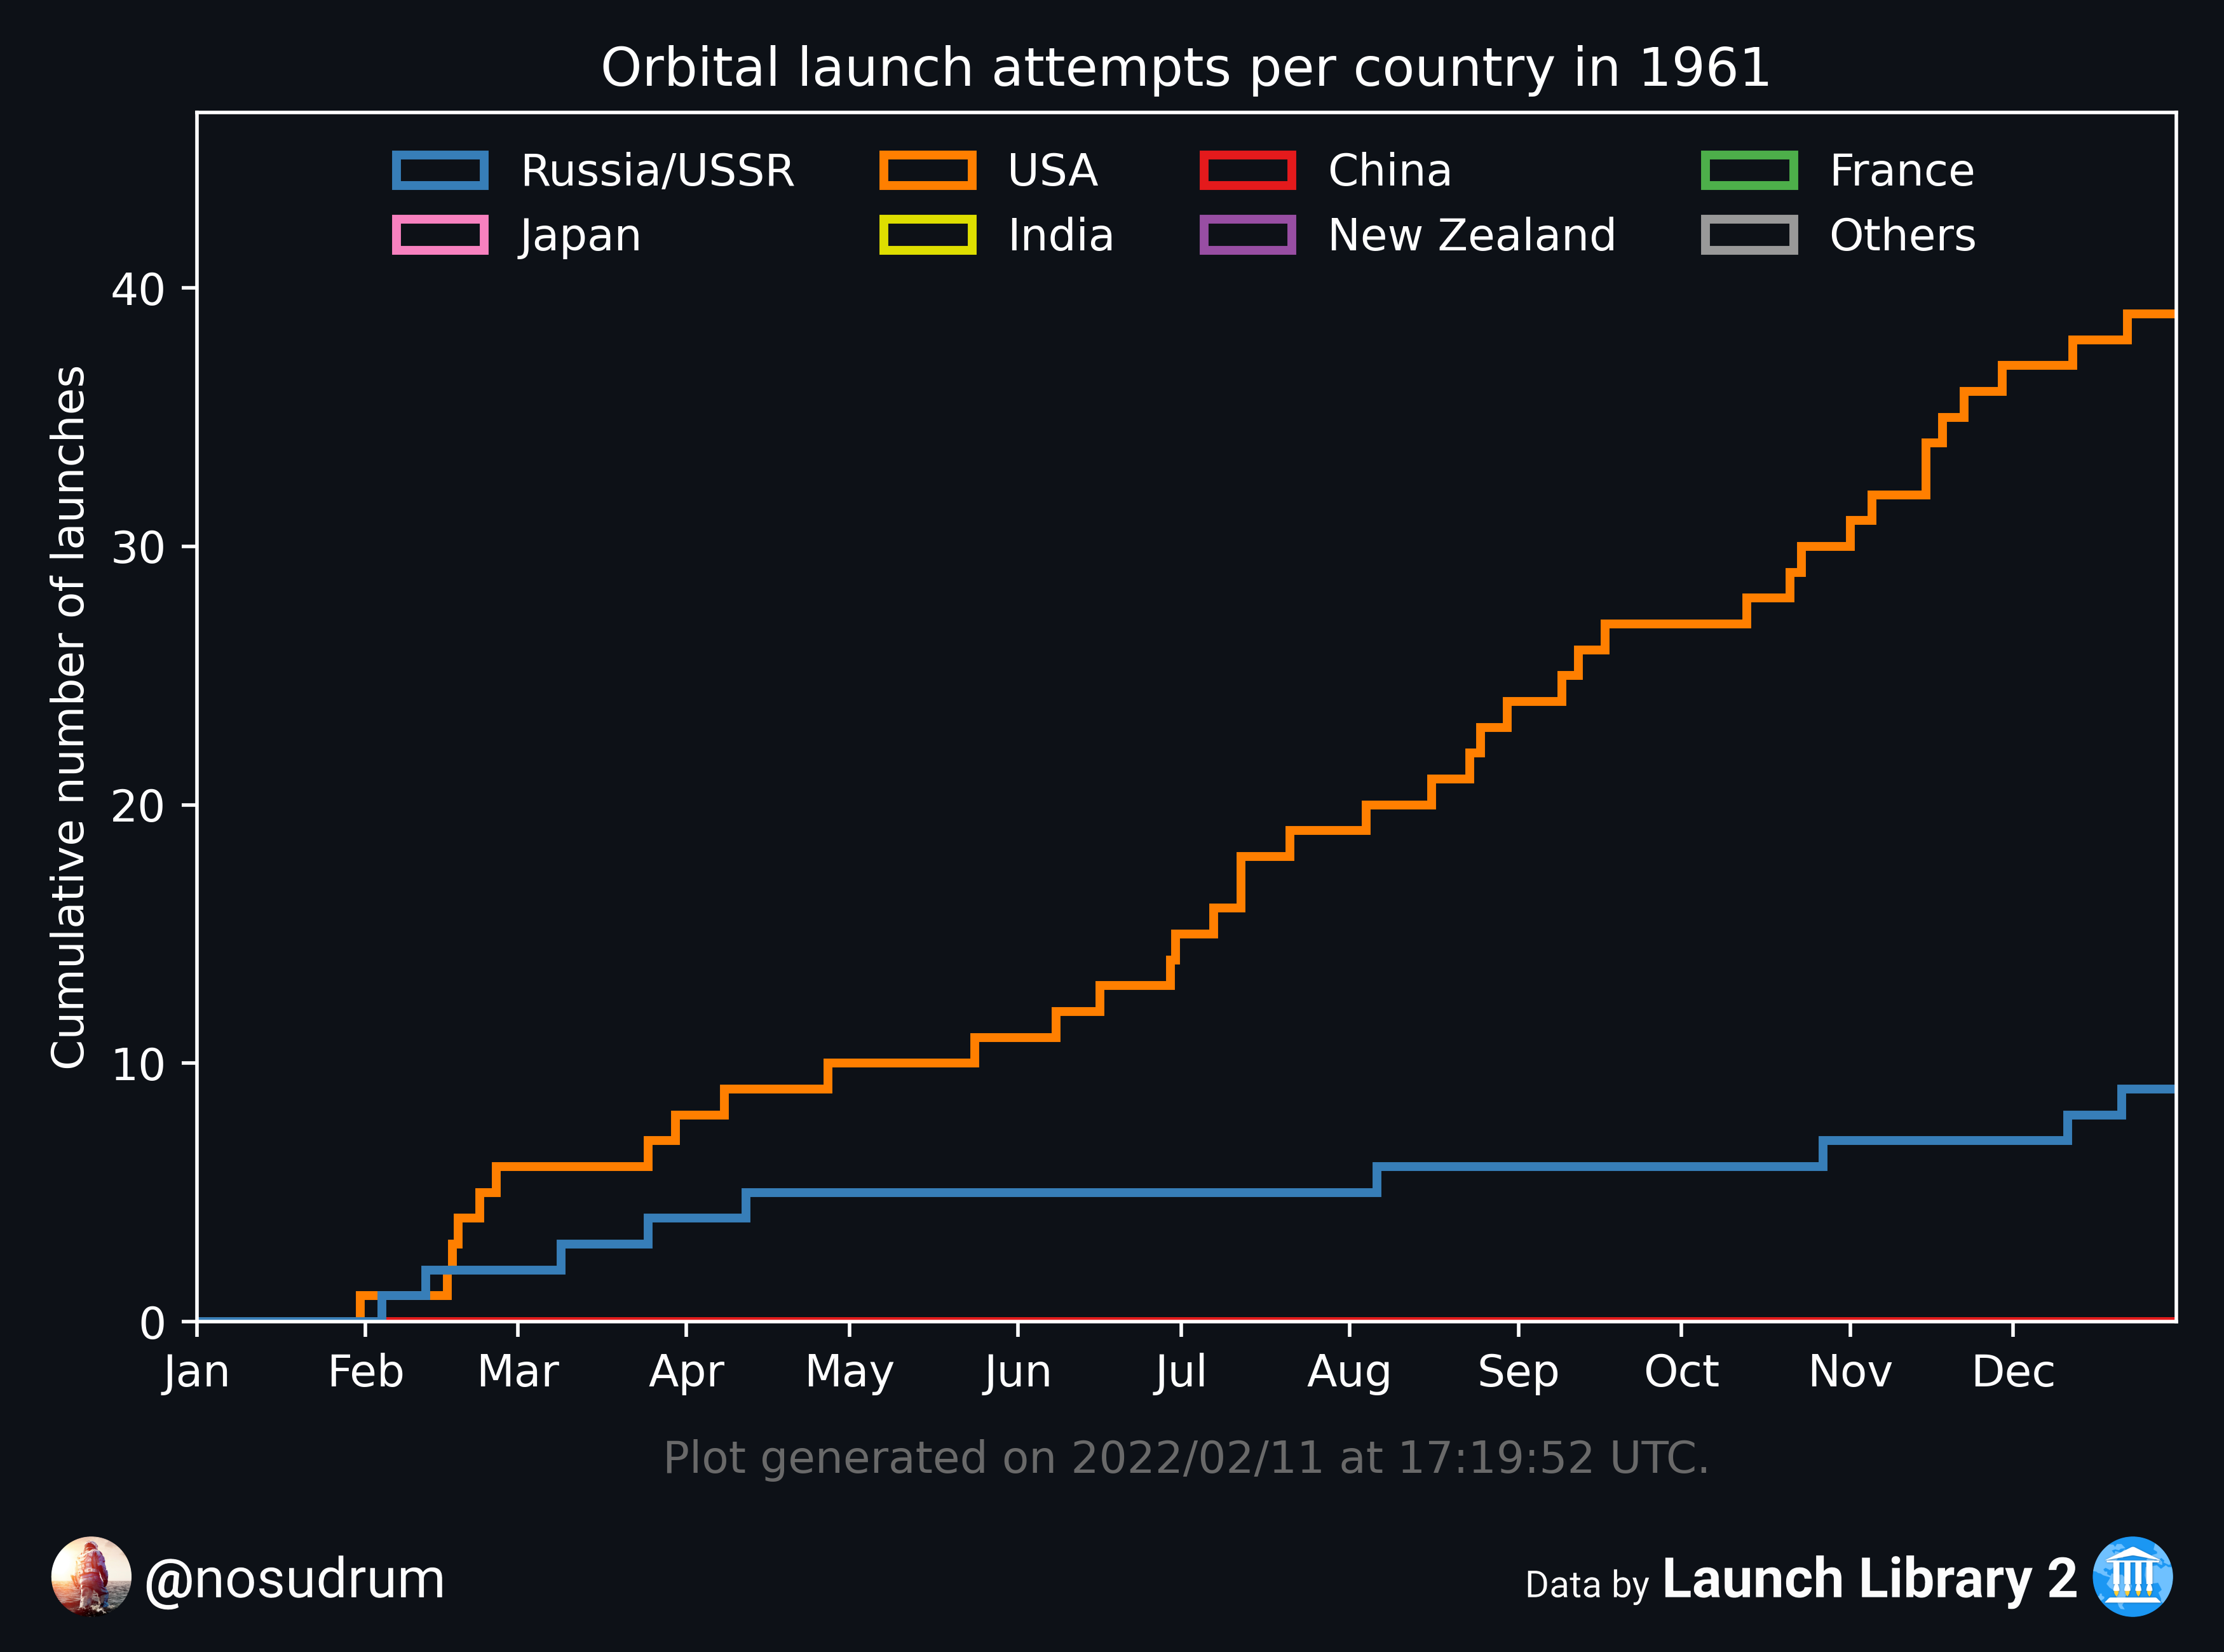 Orbital launch attempts per country in 1961
Russia/USSR USA China France
Japan India New Zealand Others
Cumulative number of launches
40
30
20
10
0
Jan Feb Mar Apr May Jun Jul Aug Sep Oct Nov Dec
Plot generated on 2022/02/11 at 17:19:52 UTC.
@nosudrum
Data by Launch Library 2